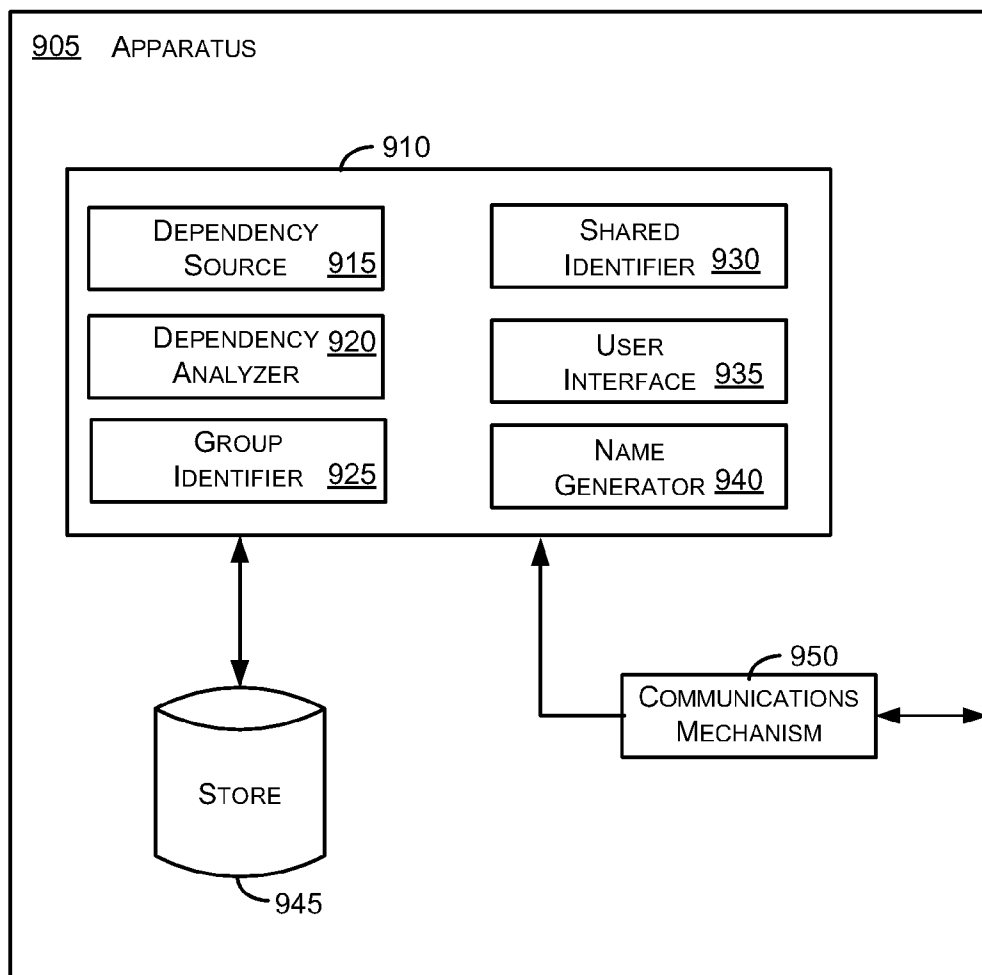 905 APPARATUS
910
DEPENDENCY
SOURCE 915
DEPENDENCY 920
ANALYZER
GROUP
IDENTIFIER 925
SHARED
IDENTIFIER 930
USER
INTERFACE 935
NAME
GENERATOR 940
950
COMMUNICATIONS
MECHANISM
STORE
945